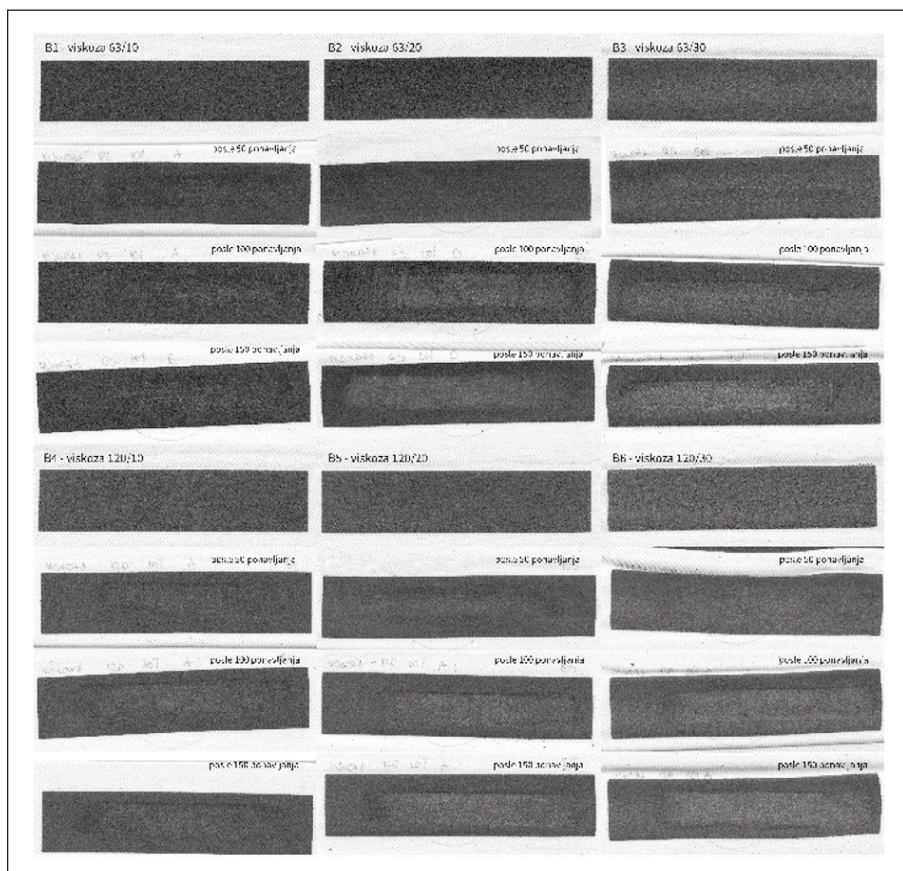 B1 - viskoza 63/10
B2 - viskoza 63/20
B3 - viskoza 63/30
posle 50 ponavljanja
posle 50 ponavljanja
posle 50 ponavljanja
posle 100 ponavljanja
posle 100 ponavljanja
posle 100 ponavljanja
posle 150 ponavljanja
posle 150 ponavljanja
posle 150 ponavljanja
B4 - viskoza 120/10
B5 - viskoza 120/20
B6 - viskoza 120/30
posle 50 ponavljanja
posle 50 ponavljanja
posle 50 ponavljanja
posle 100 ponavljanja
posle 100 ponavljanja
posle 100 ponavljanja
posle 150 ponavljanja
posle 150 ponavljanja
posle 150 ponavljanja